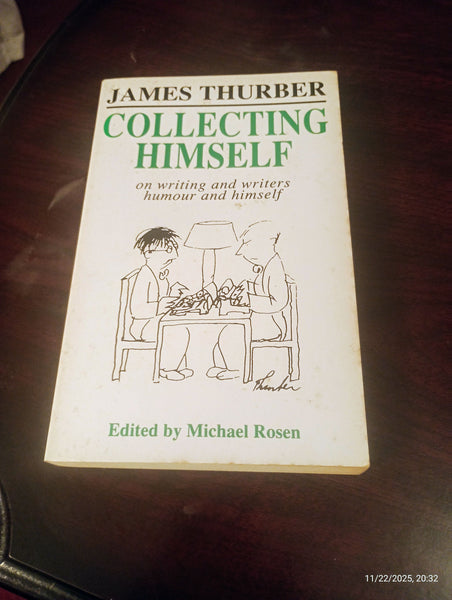 JAMES THURBER
COLLECTING
HIMSELF
on writing and writers
humour and himself
Thurber
Edited by Michael Rosen
11/22/2025, 20:32